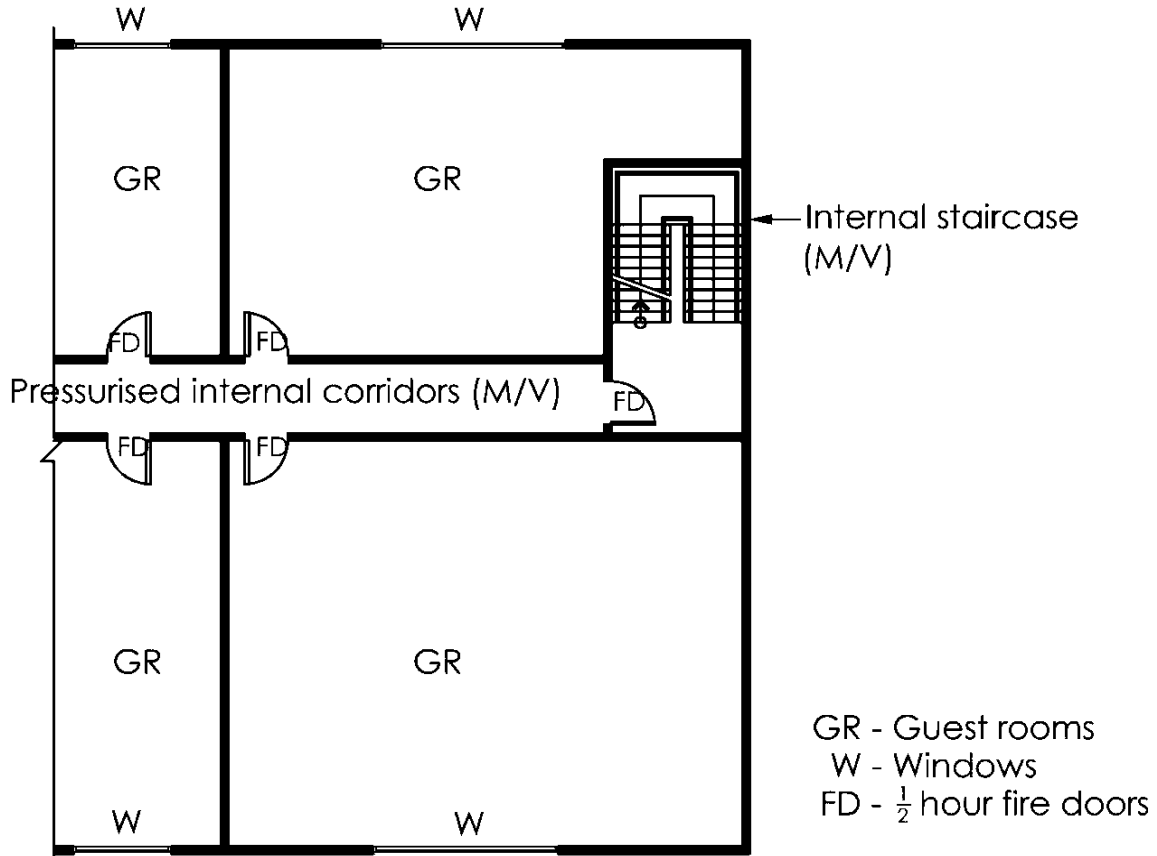 W
W
GR
GR
Internal staircase
(M/V)
FD
FD
Pressurised internal corridors (M/V)
FD
FD
FD
GR
GR
GR - Guest rooms
W - Windows
FD - ½ hour fire doors
W
W